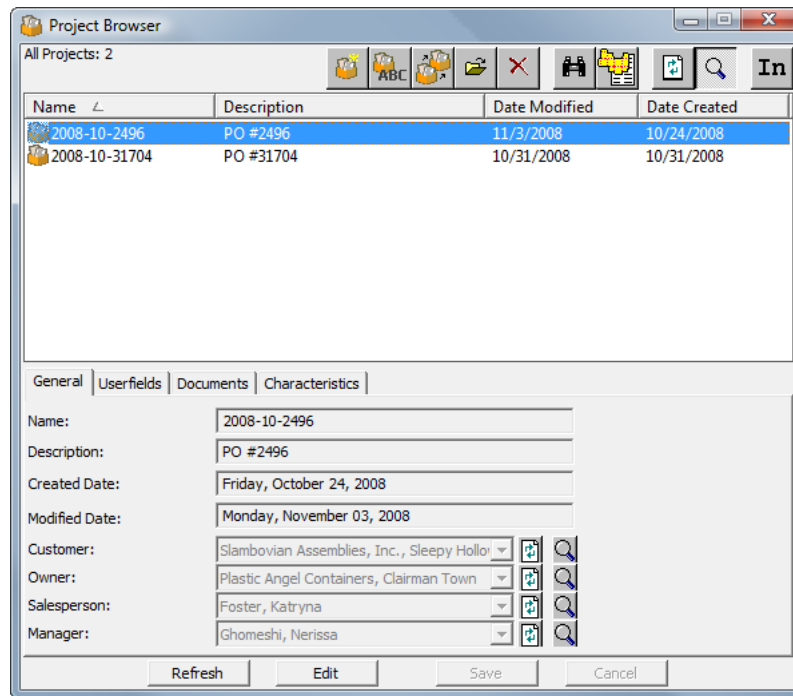 Project Browser
All Projects: 2
ABC
In
Name Description Date Modified Date Created
2008-10-2496 PO #2496 11/3/2008 10/24/2008
2008-10-31704 PO #31704 10/31/2008 10/31/2008
General Userfields Documents Characteristics
Name: 2008-10-2496
Description: PO #2496
Created Date: Friday, October 24, 2008
Modified Date: Monday, November 03, 2008
Customer: Slambovian Assemblies, Inc., Sleepy Hollo
Owner: Plastic Angel Containers, Clairman Town
Salesperson: Foster, Katryna
Manager: Ghomeshi, Nerissa
Refresh Edit Save Cancel